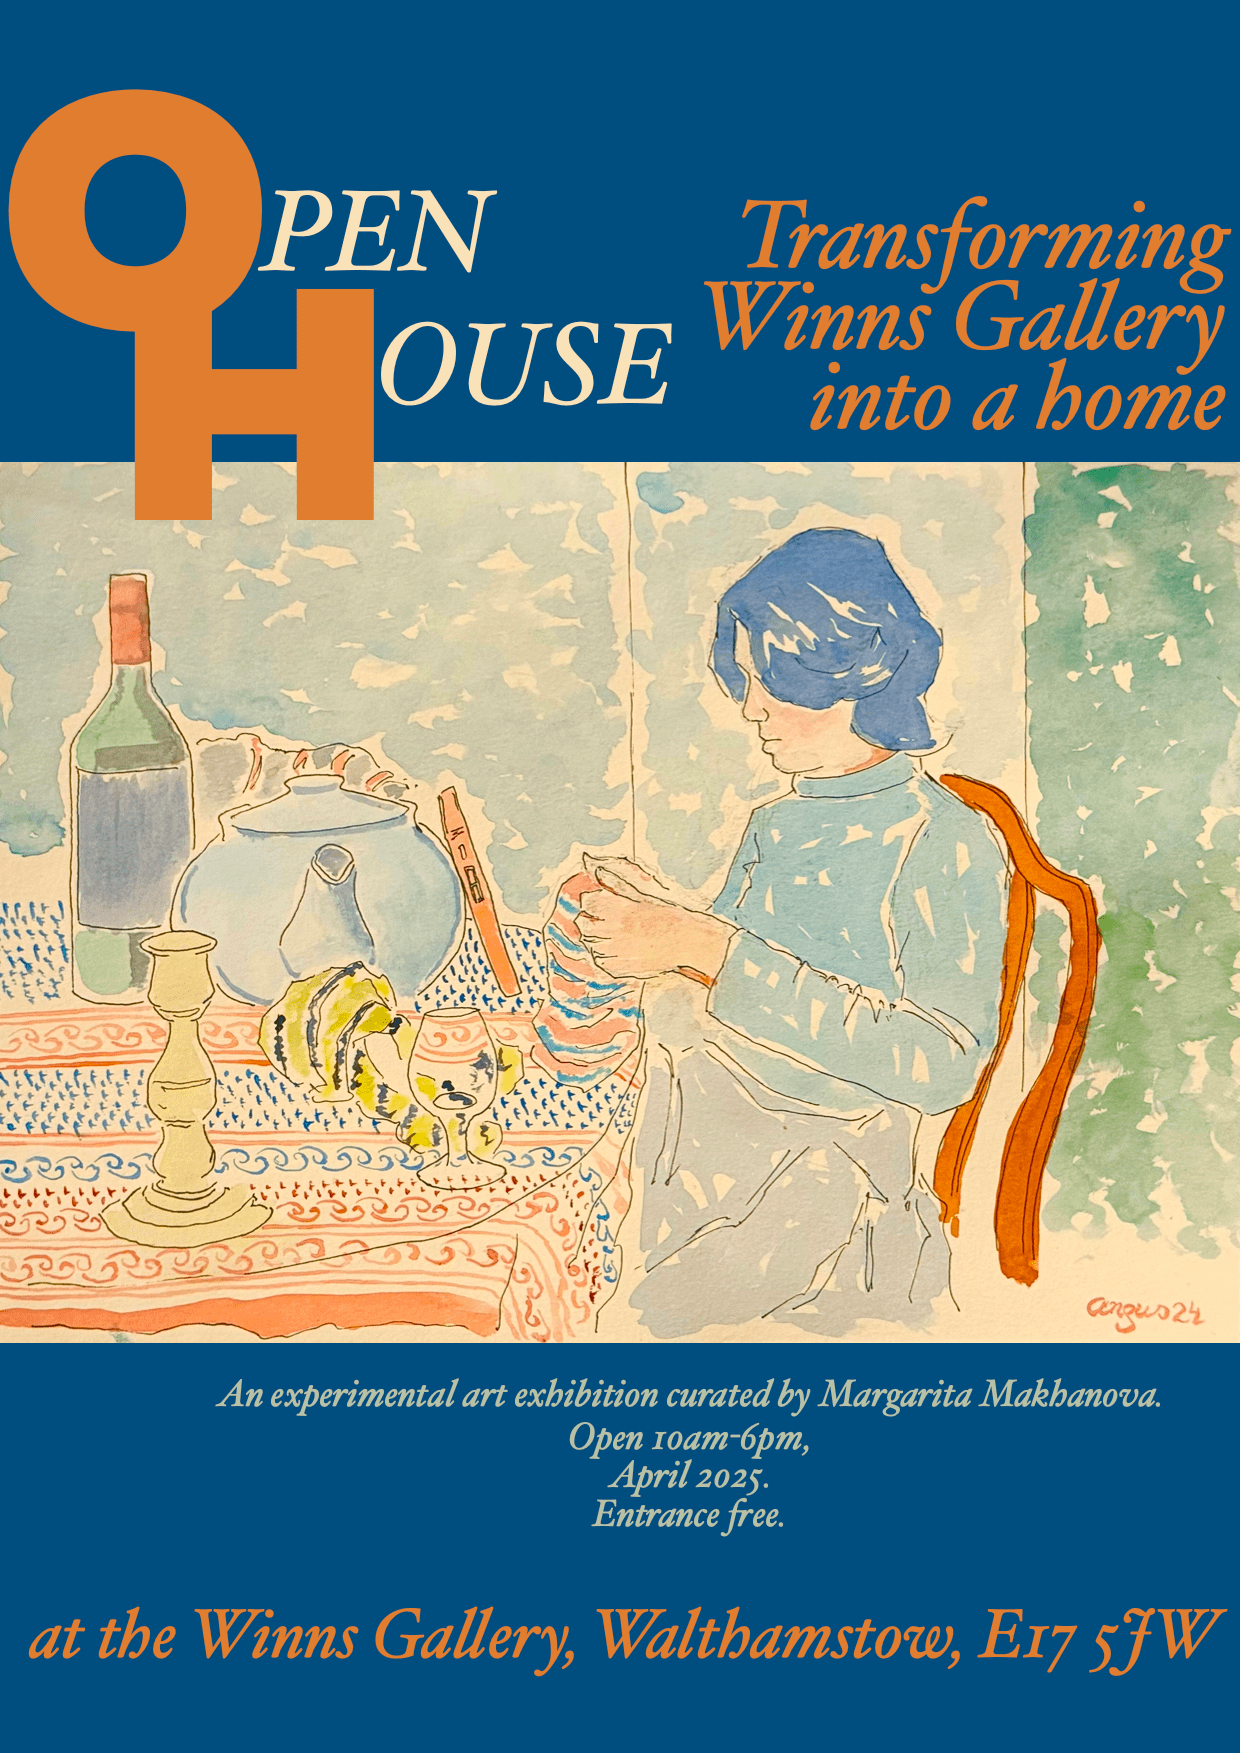 OPEN
HOUSE
Transforming
Winns Gallery
into a home
angus24
An experimental art exhibition curated by Margarita Makhanova.
Open 10am-6pm,
April 2025.
Entrance free.
at the Winns Gallery, Walthamstow, E17 5JW